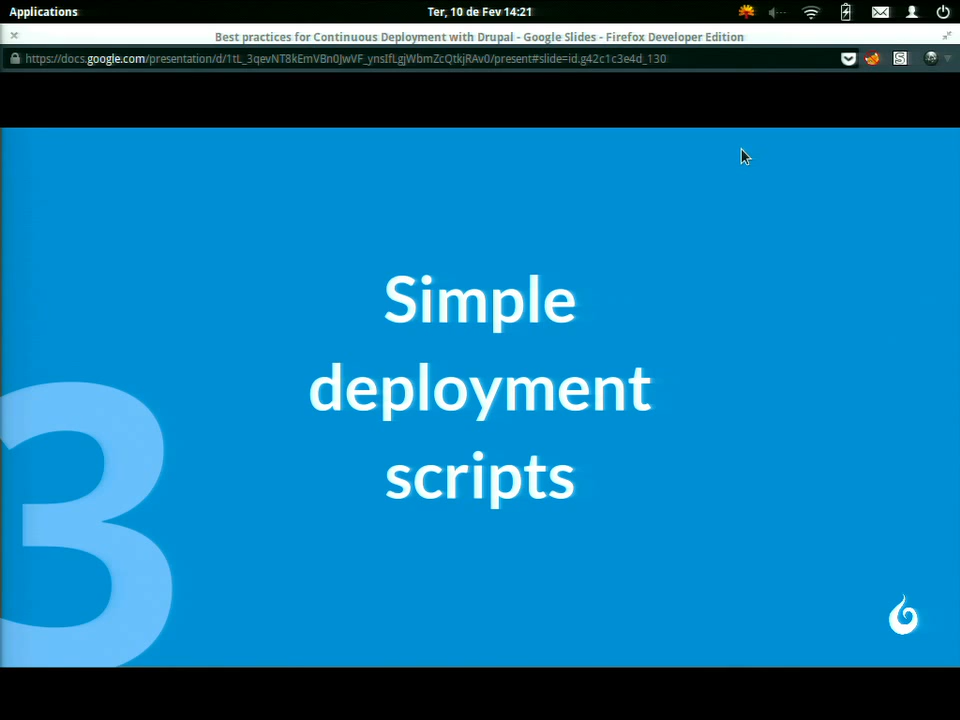 Applications
Ter, 10 de Fev 14:21
Best practices for Continuous Deployment with Drupal - Google Slides - Firefox Developer Edition
https://docs.google.com/presentation/d/1tL_3qevNT8kEmVBn0JwVF_ynsIfLgjWbmZcQtkjRAv0/present#slide=id.g42c1c3e4d_130
Simple
deployment
scripts
3